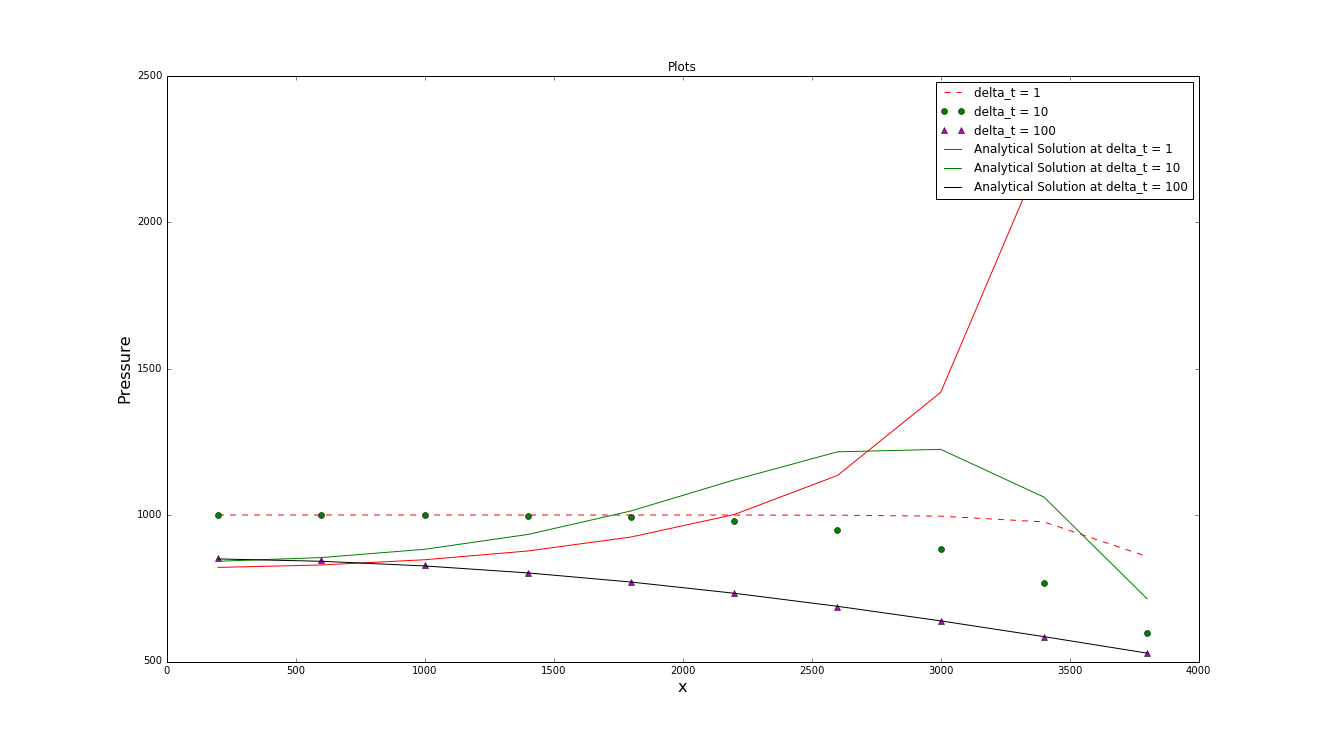 Plots
2500
2000
1500
1000
500
Pressure
delta_t = 1
delta_t = 10
delta_t = 100
Analytical Solution at delta_t = 1
Analytical Solution at delta_t = 10
Analytical Solution at delta_t = 100
0 500 1000 1500 2000 2500 3000 3500 4000
x